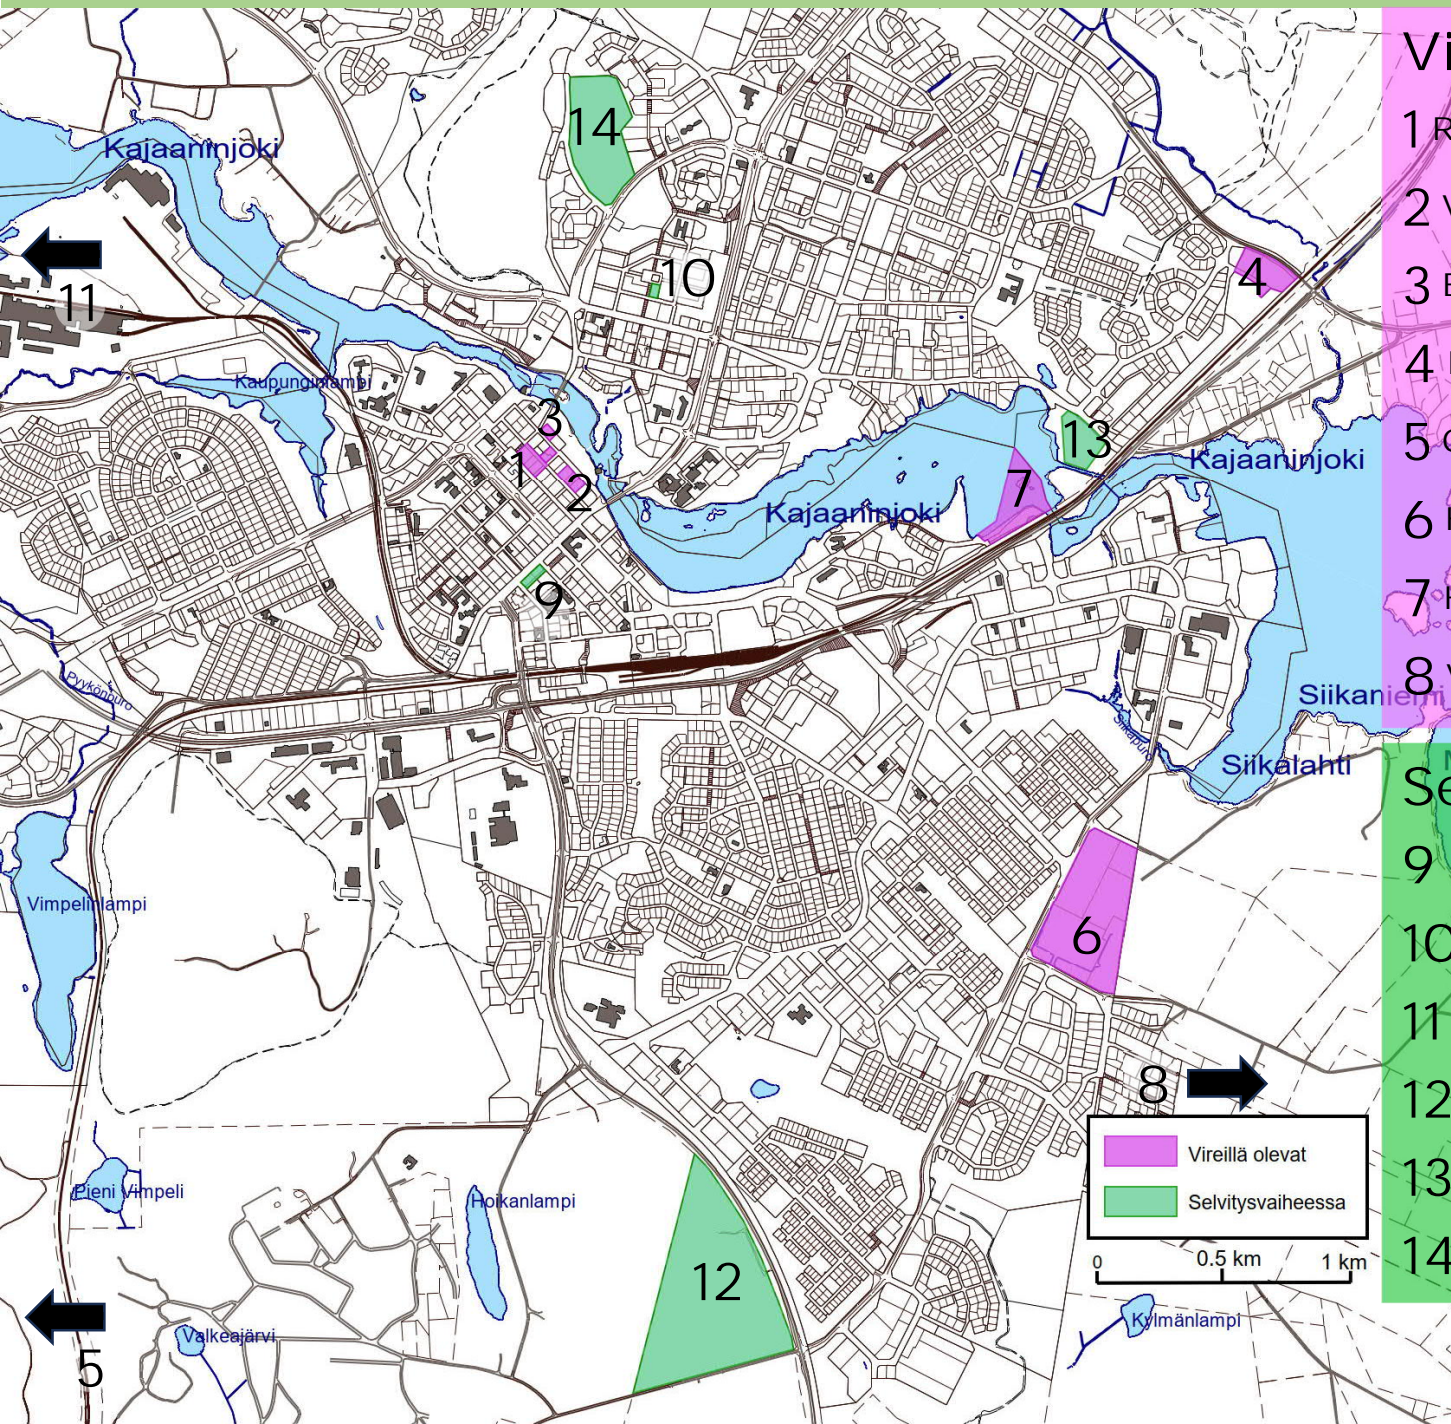 Kajaaninjoki
14
10
11
4
Kaupunginlampi
3
1
2
13
Kajaaninjoki
7
Kajaaninjoki
9
Pyykönpuro
Siikaniemi
Siikapuro
Siikalahti
Vimpelinlampi
6
8
Vireillä olevat
Selvitysvaiheessa
0 0.5 km 1 km
Pieni Vimpeli
Hoikanlampi
12
Kylmänlampi
Valkeajärvi
5
Vi
1 R
2 V
3
4
5
6
7
8 V
Se
9
10
11
12
13
14